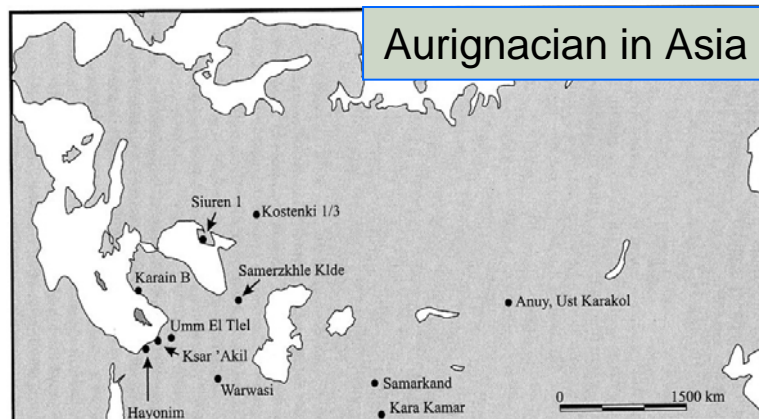 Aurignacian in Asia
Siuren 1
Kostenki 1/3
Samerzkhle Klde
Karain B
Anuy, Ust Karakol
Umm El Tlel
Ksar 'Akil
Warwasi
Samarkand
Hayonim
Kara Kamar
0 1500 km